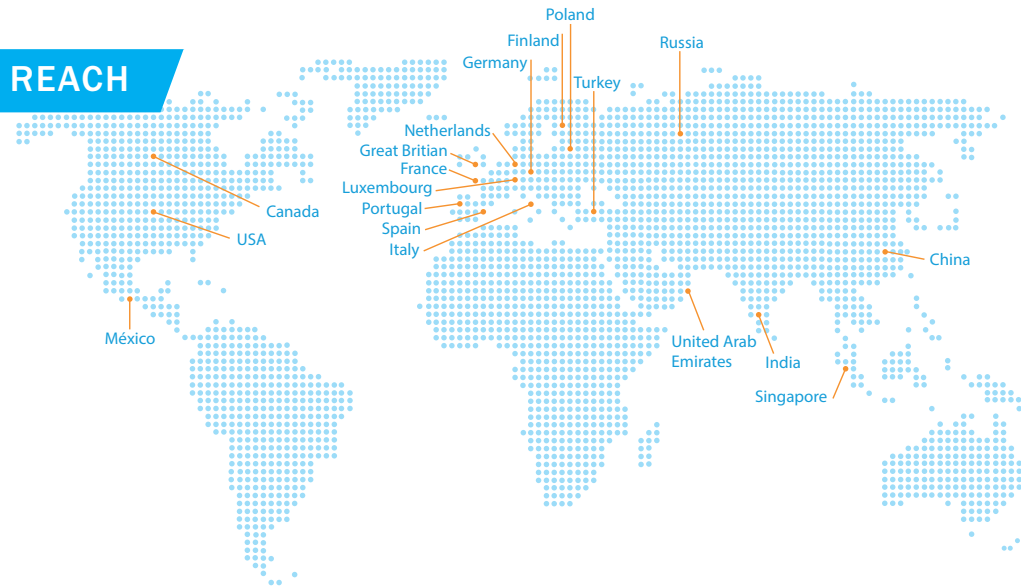 REACH
Poland
Finland
Russia
Germany
Turkey
Netherlands
Great Britian
France
Luxembourg
Portugal
Spain
Italy
Canada
USA
China
México
United Arab
Emirates
India
Singapore